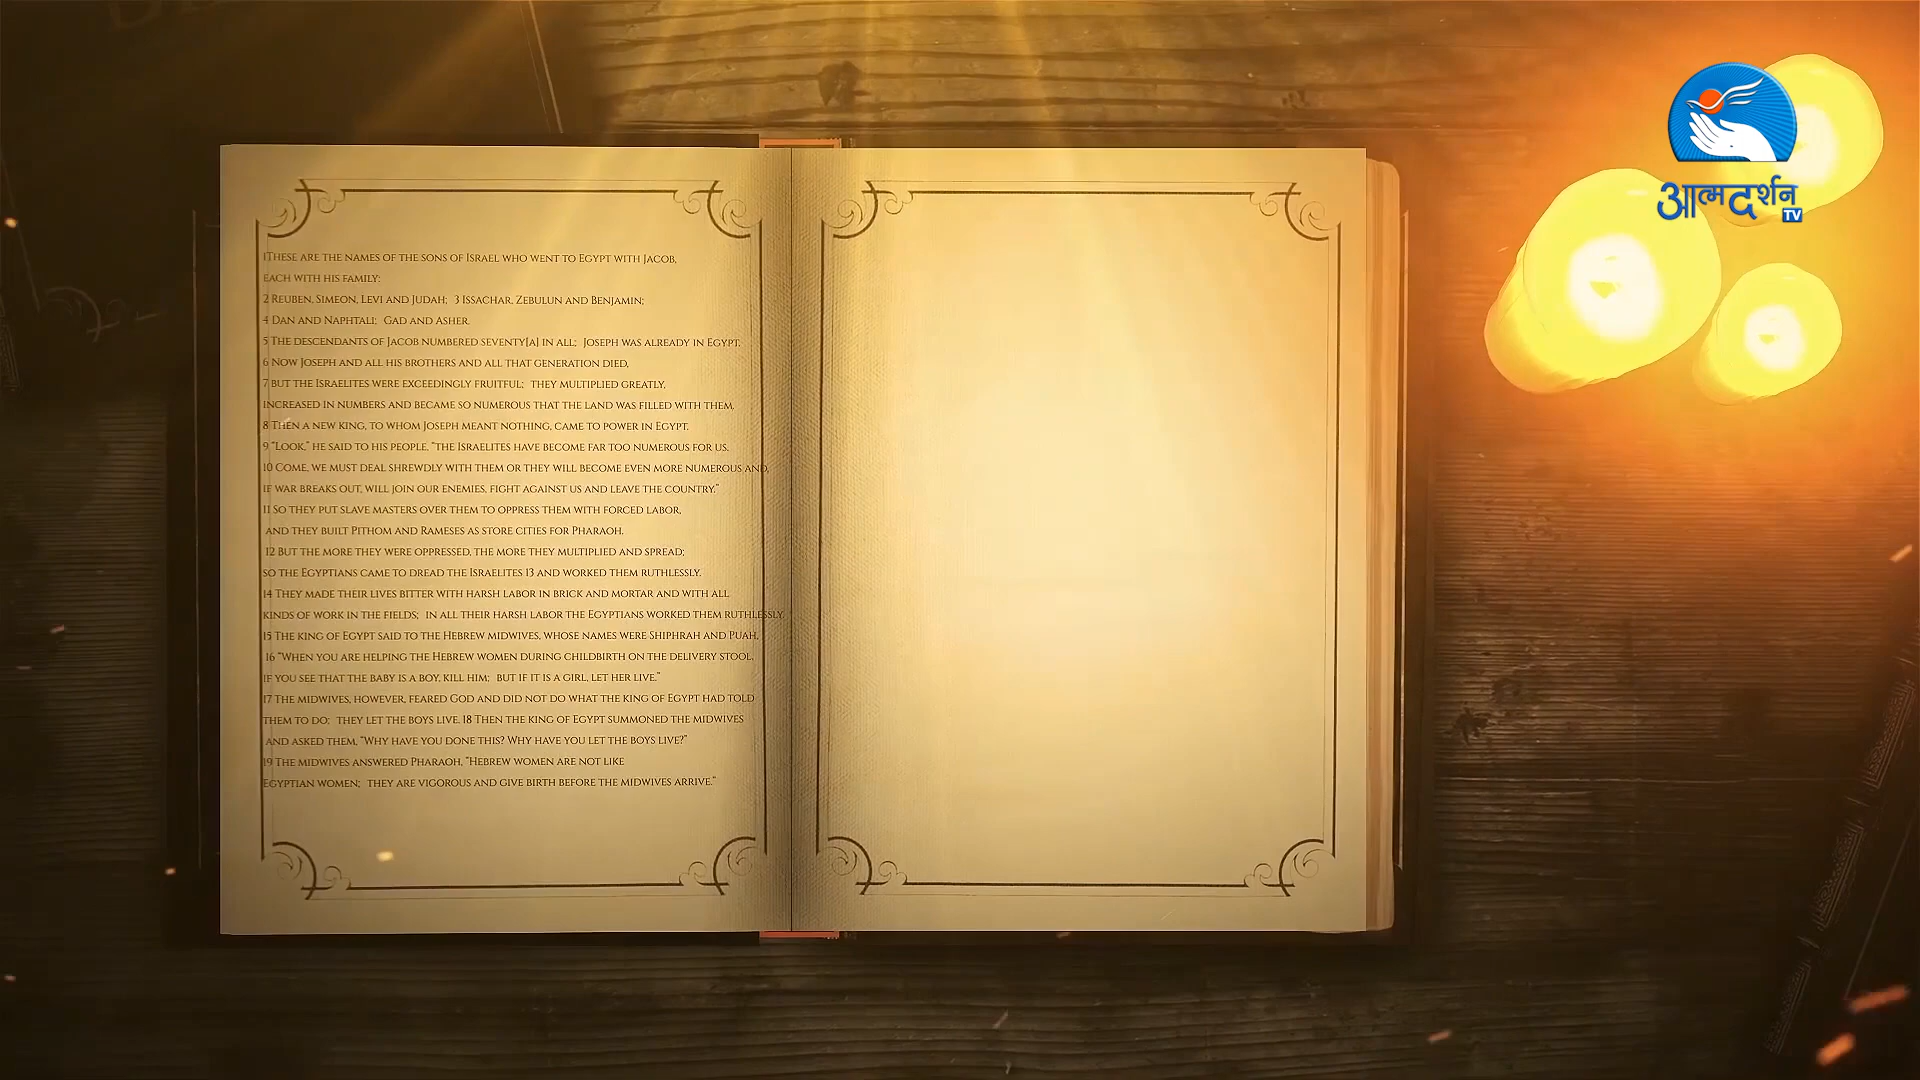 1These are the names of the sons of Israel who went to Egypt with Jacob,
each with his family:
2 Reuben, Simeon, Levi and Judah;  3 Issachar, Zebulun and Benjamin;
4 Dan and Naphtali;  Gad and Asher.
5 The descendants of Jacob numbered seventy[a] in all;  Joseph was already in Egypt.
6 Now Joseph and all his brothers and all that generation died,
7 but the Israelites were exceedingly fruitful;  they multiplied greatly,
increased in numbers and became so numerous that the land was filled with them.
8 Then a new king, to whom Joseph meant nothing, came to power in Egypt.
9 “Look,” he said to his people, “the Israelites have become far too numerous for us.
10 Come, we must deal shrewdly with them or they will become even more numerous and,
if war breaks out, will join our enemies, fight against us and leave the country.”
11 So they put slave masters over them to oppress them with forced labor,
and they built Pithom and Rameses as store cities for Pharaoh.
12 But the more they were oppressed, the more they multiplied and spread;
so the Egyptians came to dread the Israelites 13 and worked them ruthlessly.
14 They made their lives bitter with harsh labor in brick and mortar and with all
kinds of work in the fields;  in all their harsh labor the Egyptians worked them ruthlessly.
15 The king of Egypt said to the Hebrew midwives, whose names were Shiphrah and Puah,
16 “When you are helping the Hebrew women during childbirth on the delivery stool,
if you see that the baby is a boy, kill him;  but if it is a girl, let her live.”
17 The midwives, however, feared God and did not do what the king of Egypt had told
them to do;  they let the boys live. 18 Then the king of Egypt summoned the midwives
and asked them, “Why have you done this? Why have you let the boys live?”
19 The midwives answered Pharaoh, “Hebrew women are not like
Egyptian women;  they are vigorous and give birth before the midwives arrive.”
आत्मदर्शन
TV